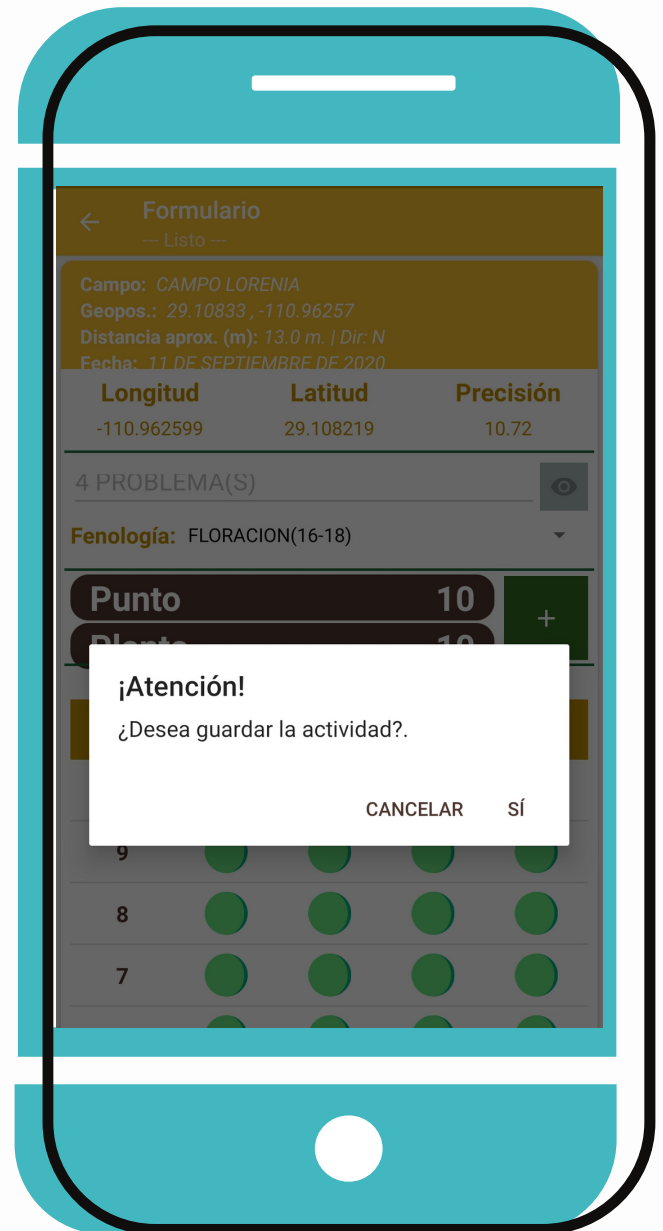 Formulario
--- Listo ---
Campo: CAMPO LORENIA
Geopos.: 29.10833 , -110.96257
Distancia aprox. (m): 13.0 m. | Dir: N
Fecha: 11 DE SEPTIEMBRE DE 2020
Longitud Latitud Precisión
-110.962599 29.108219 10.72
4 PROBLEMA(S)
Fenología: FLORACION(16-18)
Punto 10
+
Planta 10
¡Atención!
¿Desea guardar la actividad?.
CANCELAR SÍ
9
8
7